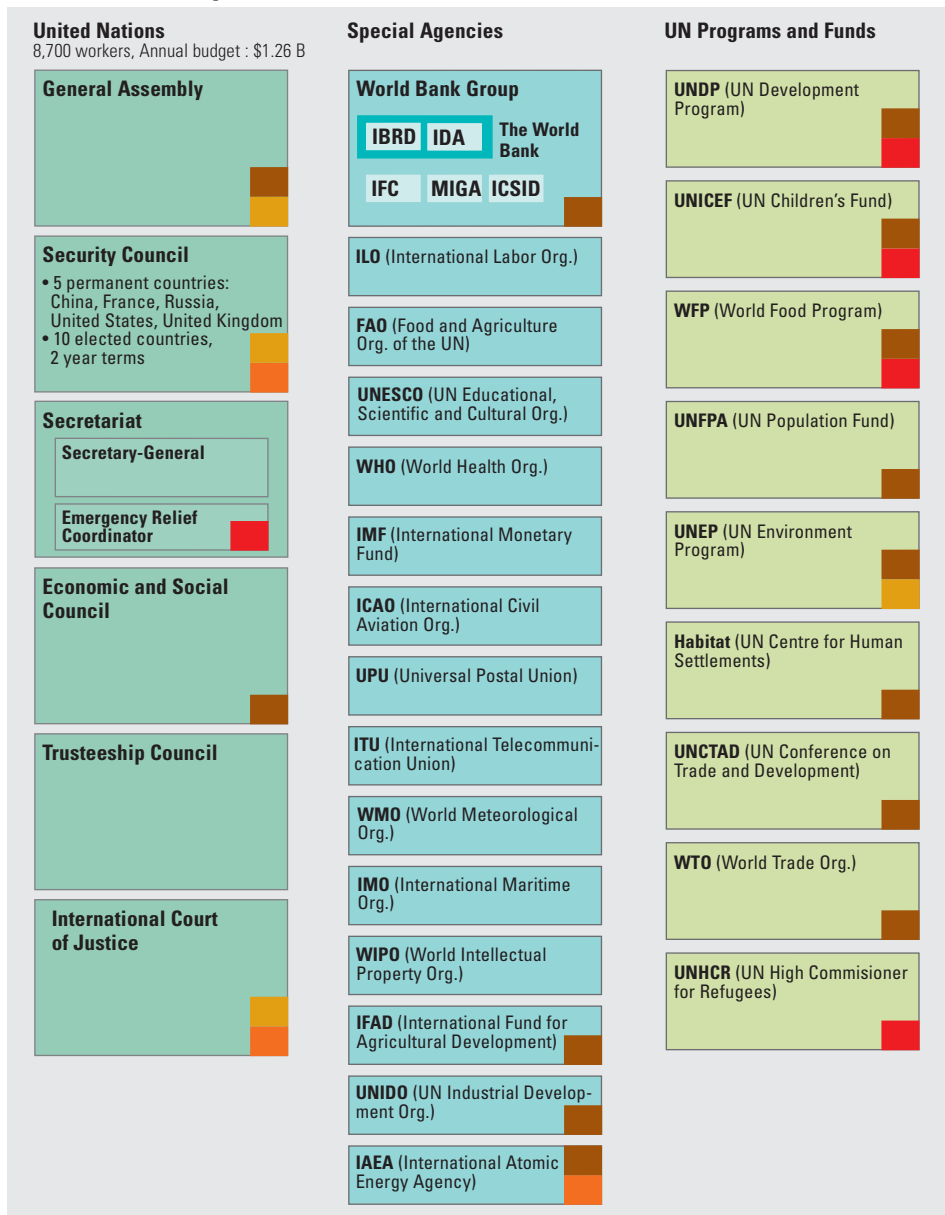 United Nations
8,700 workers, Annual budget : $1.26 B
General Assembly
Security Council
• 5 permanent countries:
China, France, Russia,
United States, United Kingdom
• 10 elected countries,
2 year terms
Secretariat
Secretary-General
Emergency Relief
Coordinator
Economic and Social
Council
Trusteeship Council
International Court
of Justice
Special Agencies
World Bank Group
IBRD IDA
The World
Bank
IFC MIGA ICSID
ILO (International Labor Org.)
FAO (Food and Agriculture
Org. of the UN)
UNESCO (UN Educational,
Scientific and Cultural Org.)
WHO (World Health Org.)
IMF (International Monetary
Fund)
ICAO (International Civil
Aviation Org.)
UPU (Universal Postal Union)
ITU (International Telecommuni-
cation Union)
WMO (World Meteorological
Org.)
IMO (International Maritime
Org.)
WIPO (World Intellectual
Property Org.)
IFAD (International Fund for
Agricultural Development)
UNIDO (UN Industrial Develop-
ment Org.)
IAEA (International Atomic
Energy Agency)
UN Programs and Funds
UNDP (UN Development
Program)
UNICEF (UN Children's Fund)
WFP (World Food Program)
UNFPA (UN Population Fund)
UNEP (UN Environment
Program)
Habitat (UN Centre for Human
Settlements)
UNCTAD (UN Conference on
Trade and Development)
WTO (World Trade Org.)
UNHCR (UN High Commisioner
for Refugees)